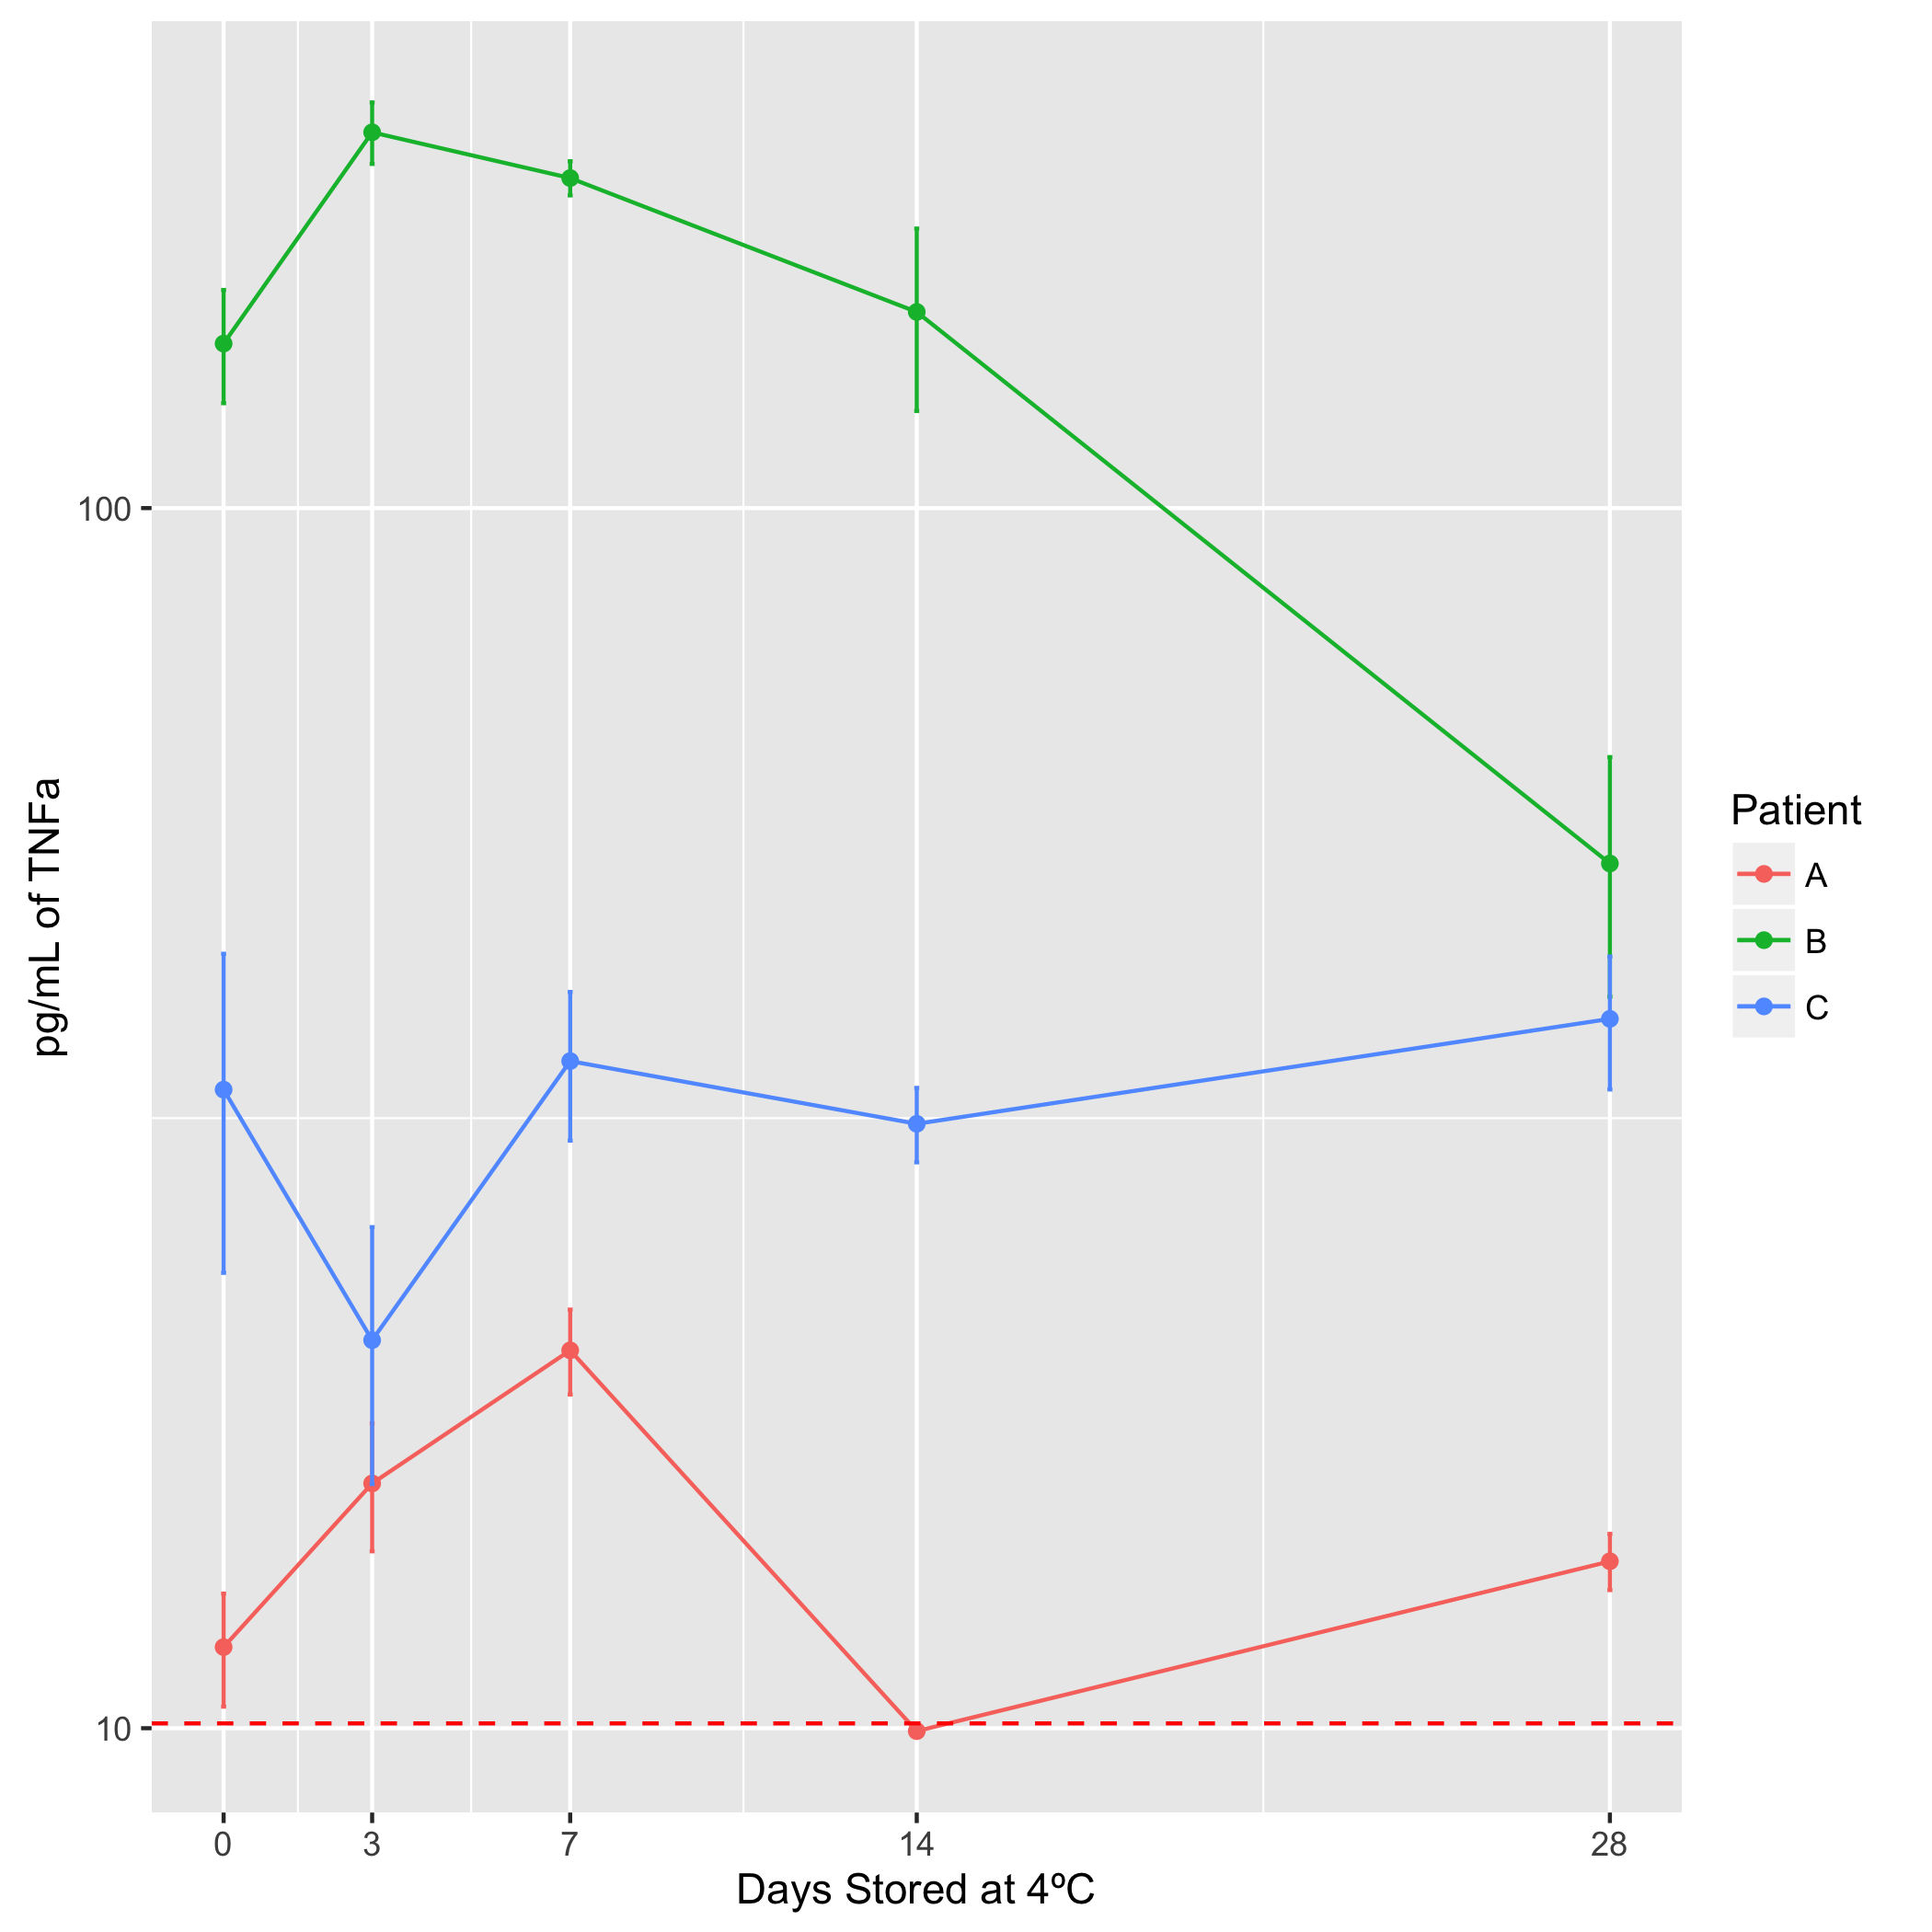 100
10
pg/mL of TNFa
0 3 7 14 28
Days Stored at 4ºC
Patient
A
B
C